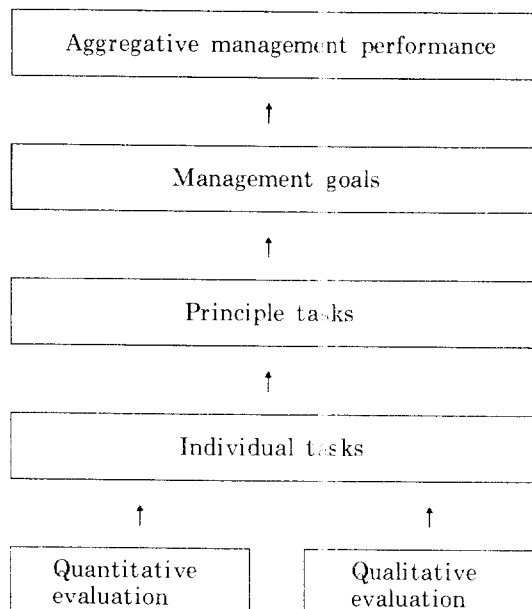 Aggregative management performance
Management goals
Principle tasks
Individual tasks
Quantitative
evaluation
Qualitative
evaluation